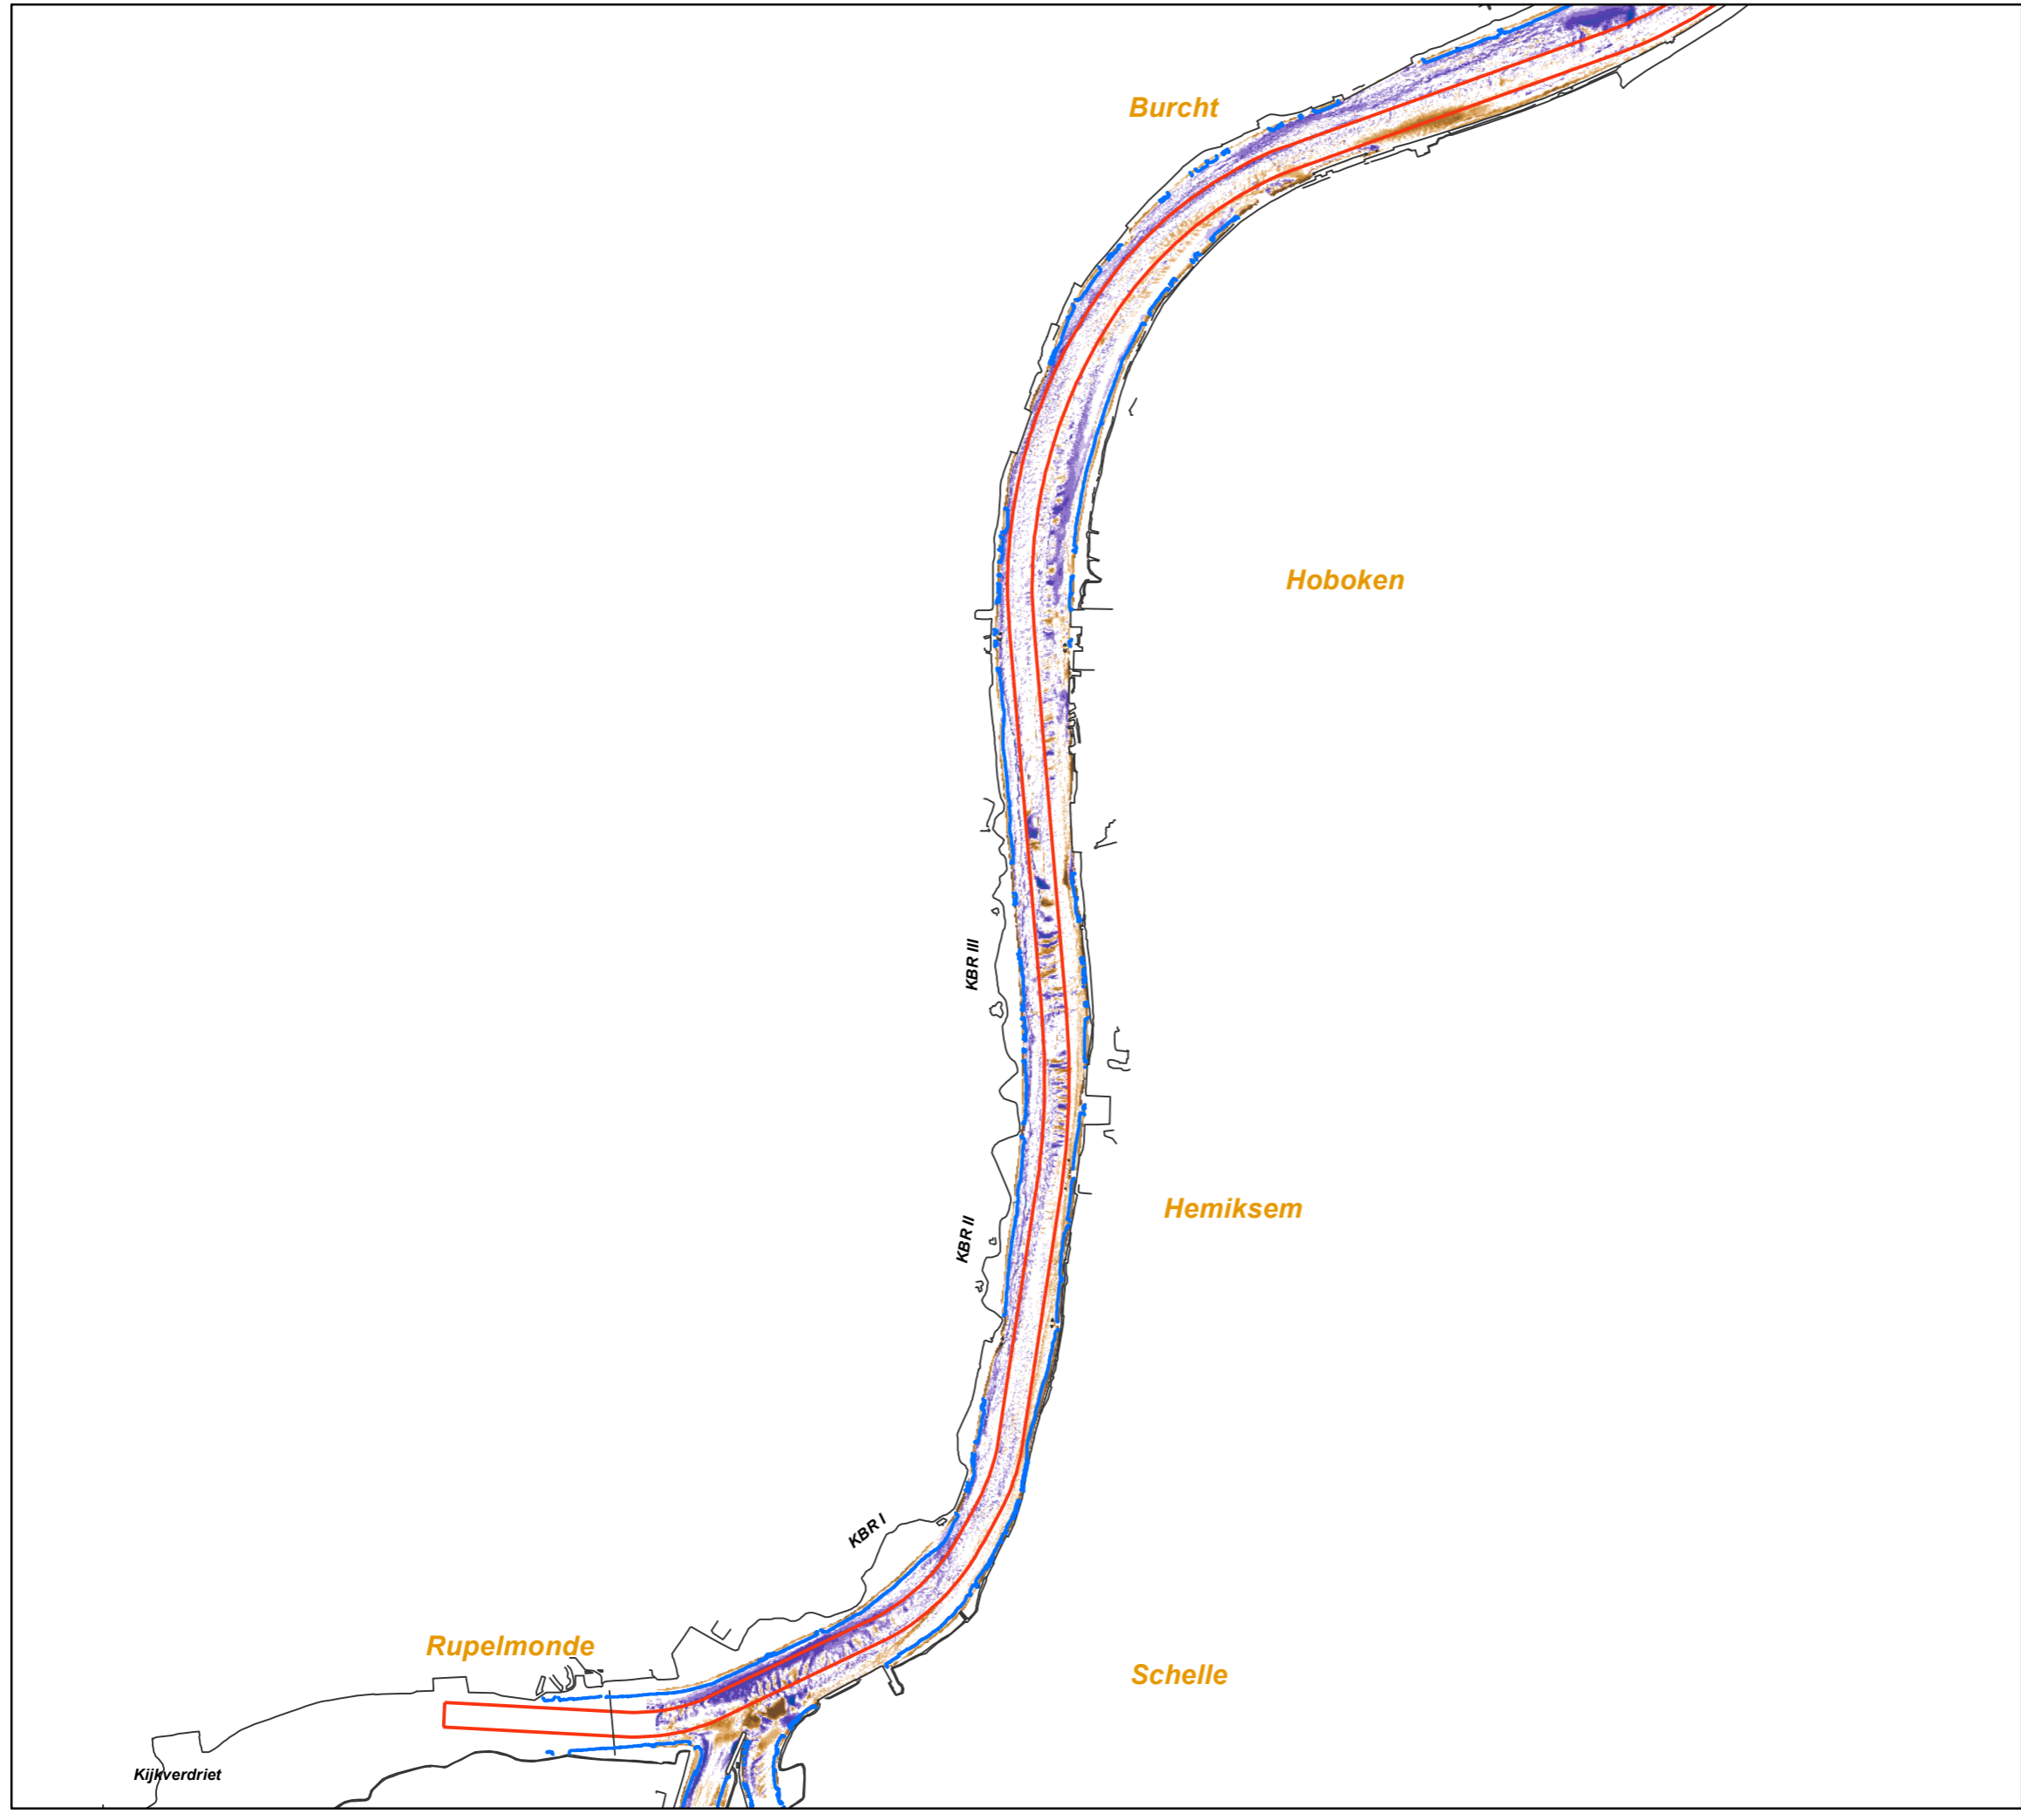 Burcht
Hoboken
KBR III
Hemiksem
KBR II
KBR I
Rupelmonde
Schelle
Kijkverdriet